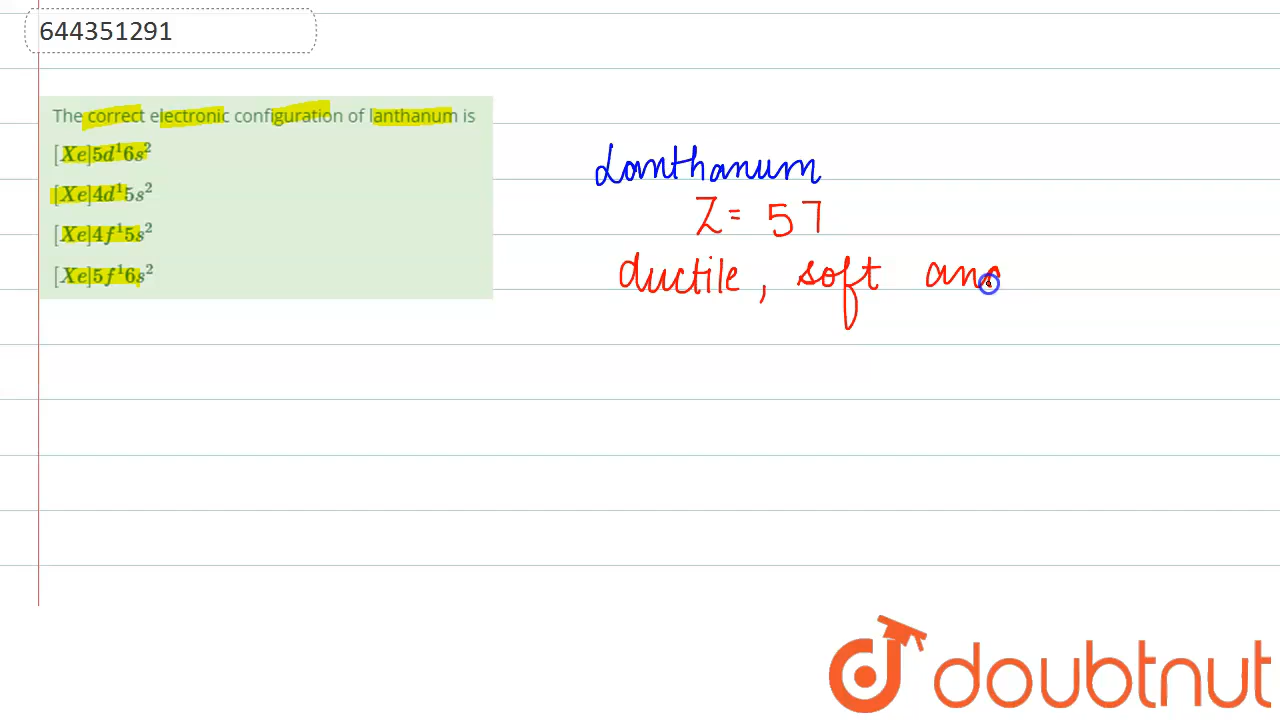 644351291
The correct electronic configuration of lanthanum is
[Xe]5d¹6s²
[Xe]4d¹5s²
[Xe]4f¹5s²
[Xe]5f¹6s²
Lanthanum
Z = 57
ductile, soft and
doubtnut